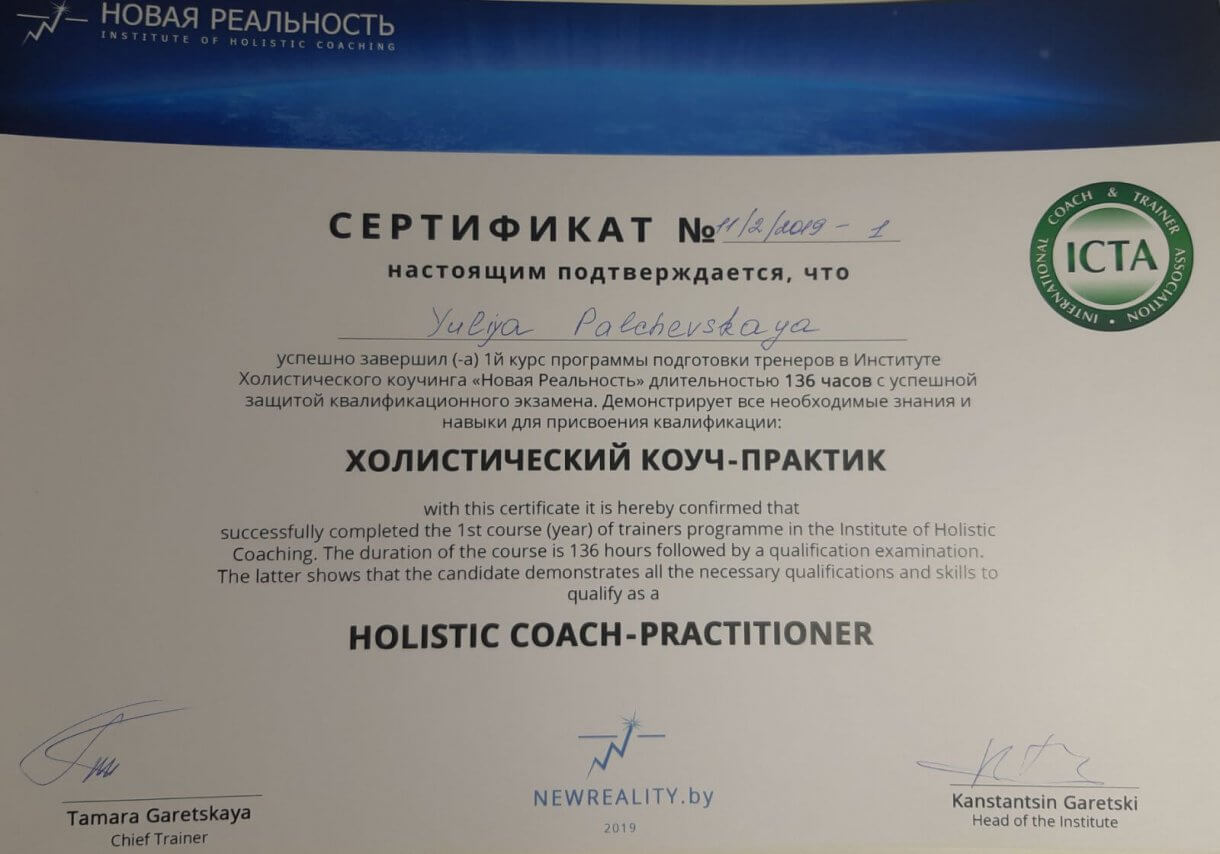 НОВАЯ РЕАЛЬНОСТЬ
INSTITUTE OF HOLISTIC COACHING
СЕРТИФИКАТ № 11/2/2019 - 1
INTERNATIONAL COACH & TRAINER ASSOCIATION •
ICTA
настоящим подтверждается, что
Yuliya Palchevskaya
успешно завершил (-а) 1й курс программы подготовки тренеров в Институте
Холистического коучинга «Новая Реальность» длительностью 136 часов с успешной
защитой квалификационного экзамена. Демонстрирует все необходимые знания и
навыки для присвоения квалификации:
ХОЛИСТИЧЕСКИЙ КОУЧ-ПРАКТИК
with this certificate it is hereby confirmed that
successfully completed the 1st course (year) of trainers programme in the Institute of Holistic
Coaching. The duration of the course is 136 hours followed by a qualification examination.
The latter shows that the candidate demonstrates all the necessary qualifications and skills to
qualify as a
HOLISTIC COACH-PRACTITIONER
Tamara Garetskaya
Chief Trainer
NEWREALITY.by
2019
Kanstantsin Garetski
Head of the Institute